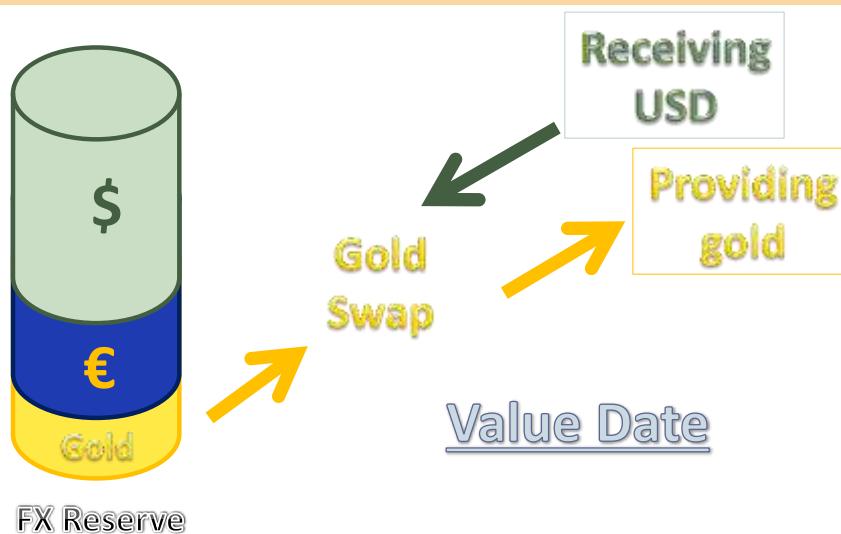 Receiving
USD
Providing
gold
$
Gold
Swap
€
Gold
Value Date
FX Reserve